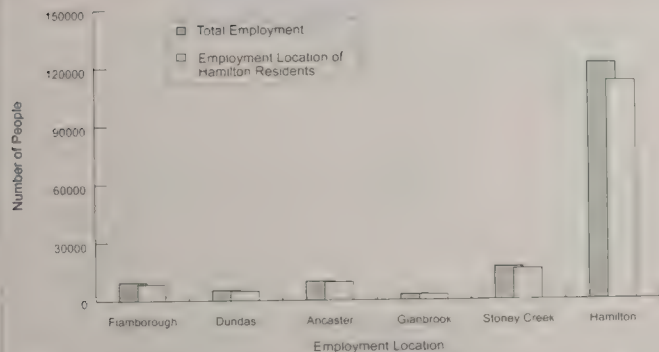 150000
120000
90000
60000
30000
0
Number of People
Total Employment
Employment Location of
Hamilton Residents
Flamborough
Dundas
Ancaster
Glanbrook
Stoney Creek
Hamilton
Employment Location